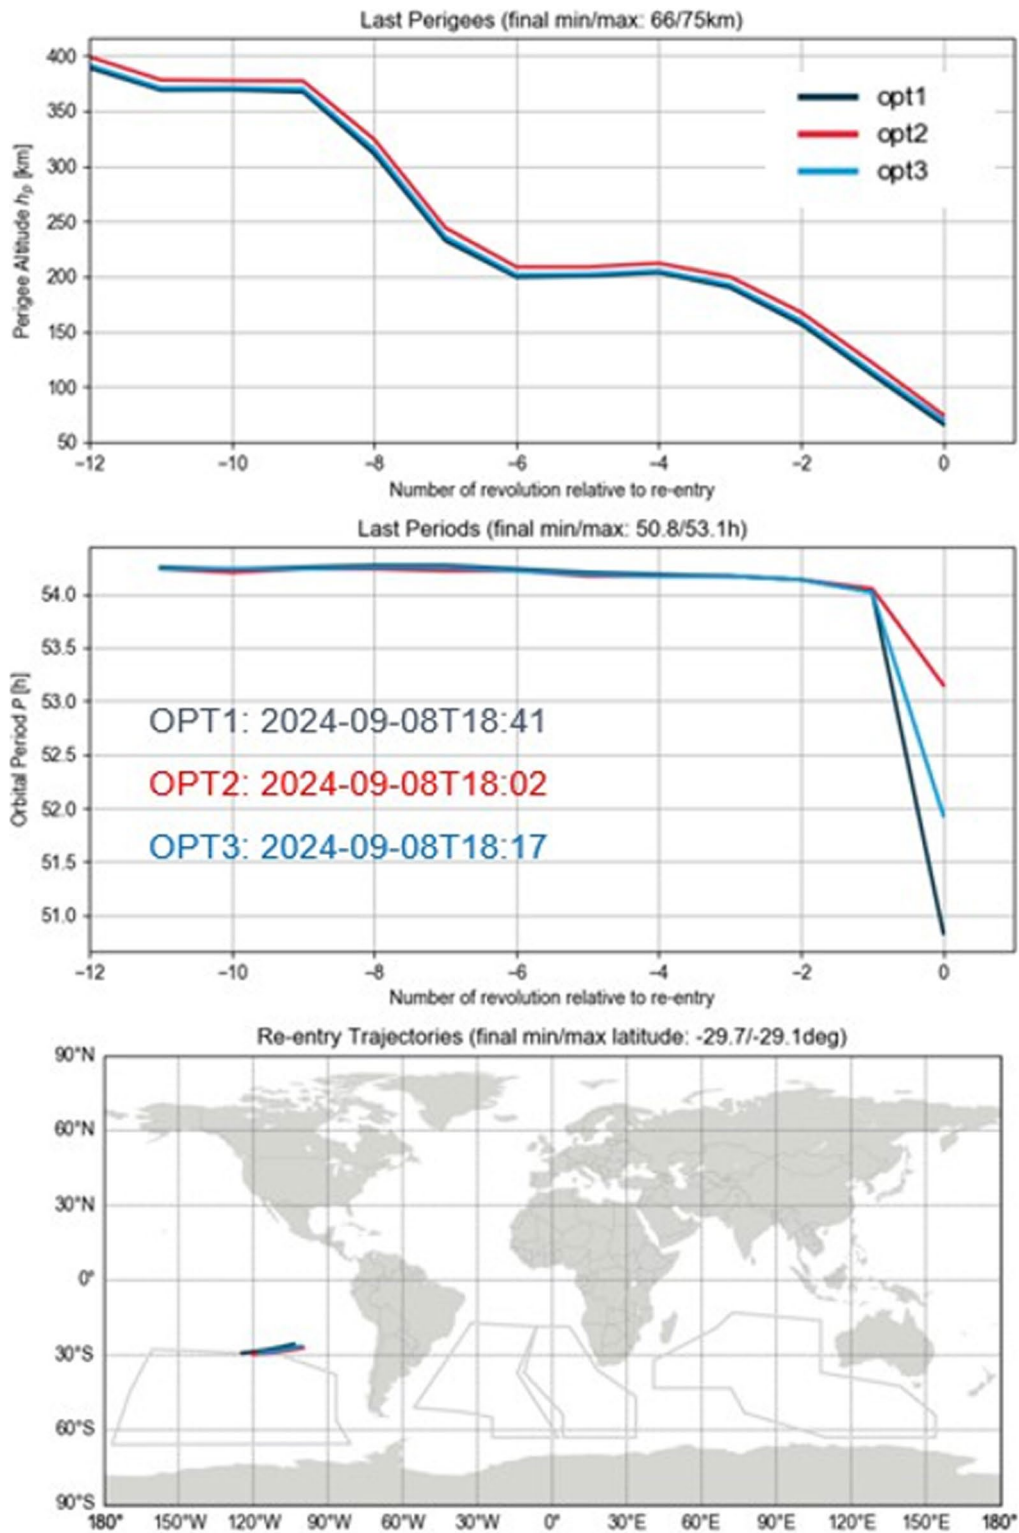 Last Perigees (final min/max: 66/75km)
400
350
300
250
200
150
100
50
Perigee Altitude hp [km]
opt1
opt2
opt3
−12 −10 −8 −6 −4 −2 0
Number of revolution relative to re-entry
Last Periods (final min/max: 50.8/53.1h)
54.0
53.5
53.0
52.5
52.0
51.5
51.0
Orbital Period P [h]
OPT1: 2024-09-08T18:41
OPT2: 2024-09-08T18:02
OPT3: 2024-09-08T18:17
−12 −10 −8 −6 −4 −2 0
Number of revolution relative to re-entry
Re-entry Trajectories (final min/max latitude: -29.7/-29.1deg)
90°N
60°N
30°N
0°
30°S
60°S
90°S
180° 150°W 120°W 90°W 60°W 30°W 0° 30°E 60°E 90°E 120°E 150°E 180°